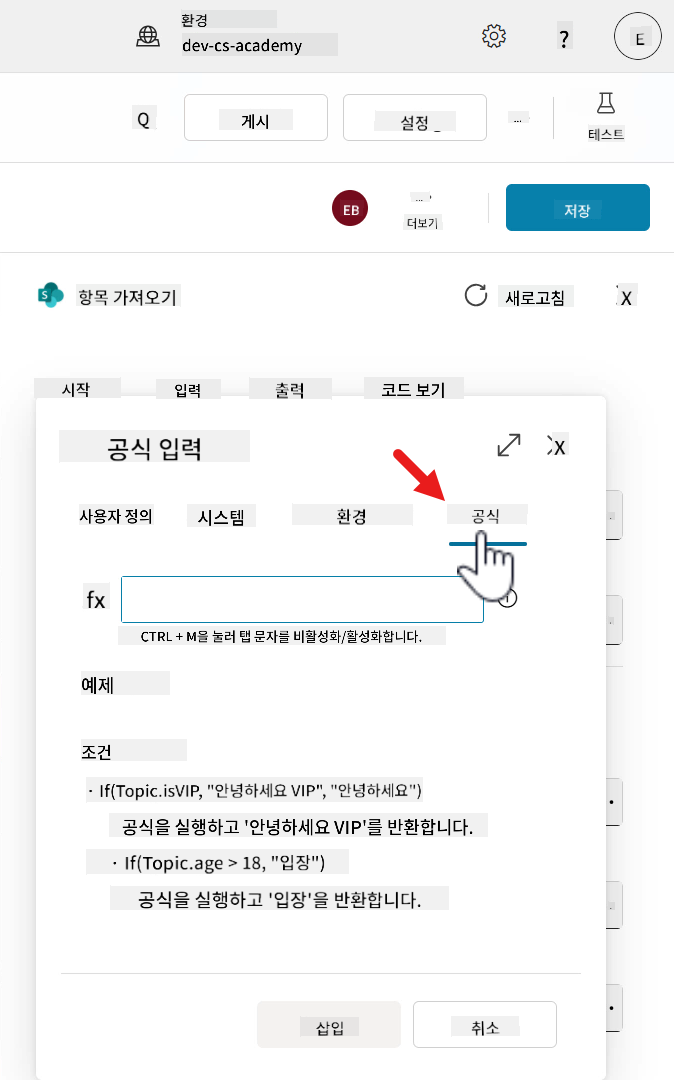 환경
dev-cs-academy
?
E
Q
게시
설정
...
테스트
EB
...
더보기
저장
S
항목 가져오기
새로고침
X
시작
입력
출력
코드 보기
공식 입력
X
사용자 정의
시스템
환경
공식
fx
CTRL + M을 눌러 탭 문자를 비활성화/활성화합니다.
예제
조건
· If(Topic.isVIP, "안녕하세요 VIP", "안녕하세요")
공식을 실행하고 '안녕하세요 VIP'를 반환합니다.
· If(Topic.age > 18, "입장")
공식을 실행하고 '입장'을 반환합니다.
삽입
취소